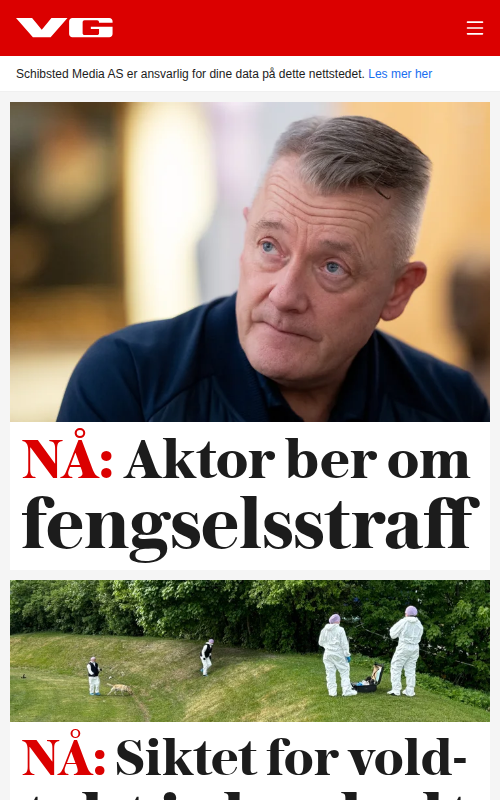 VG
Schibsted Media AS er ansvarlig for dine data på dette nettstedet. Les mer her
NÅ: Aktor ber om
fengselsstraff
NÅ: Siktet for vold-